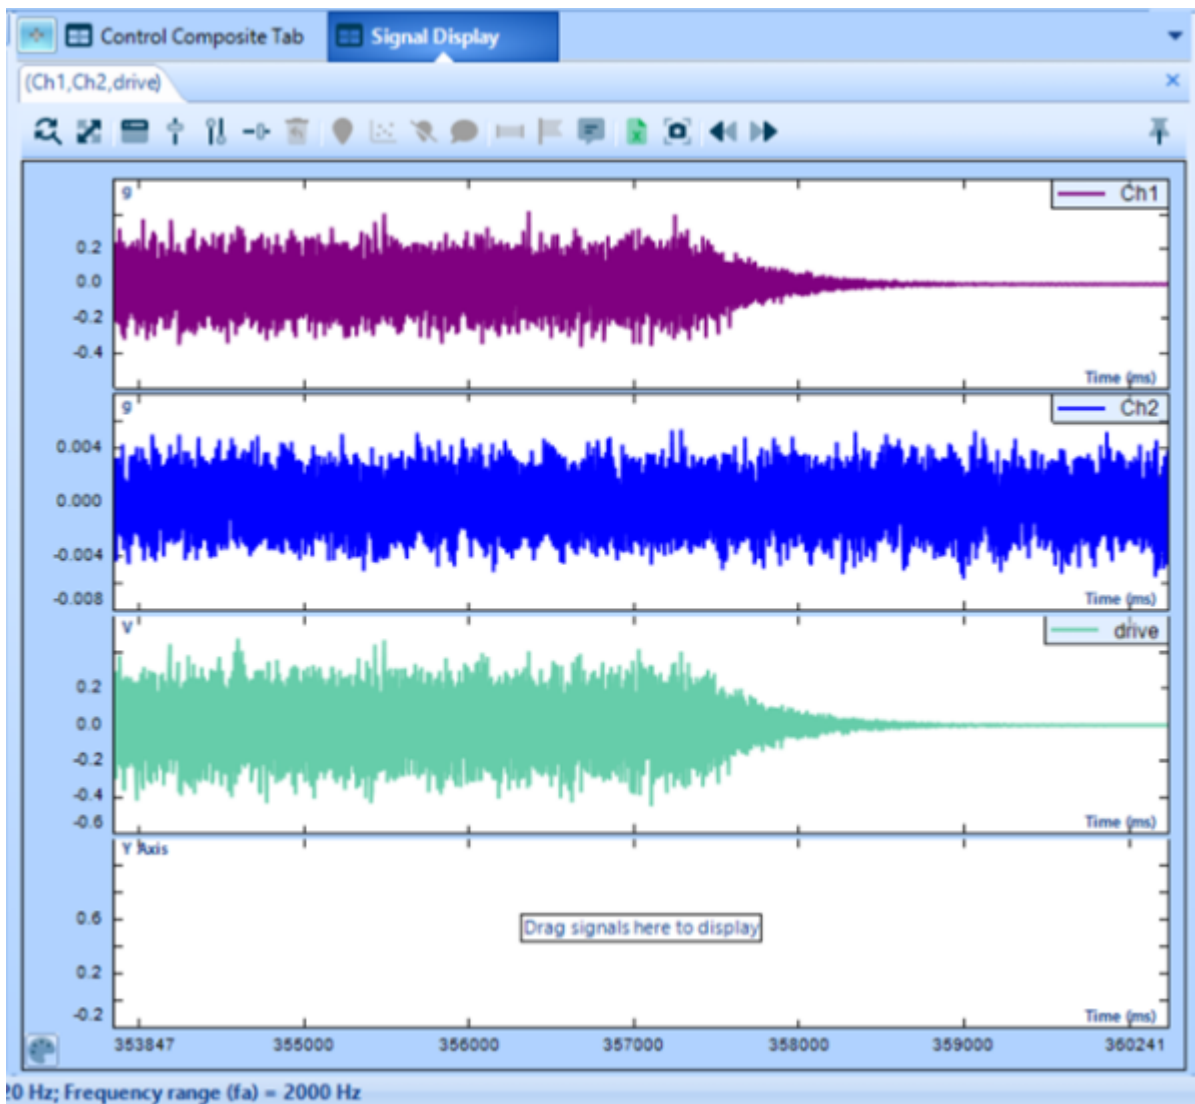 Control Composite Tab
Signal Display
(Ch1,Ch2,drive)
g
Ch1
0.2
0.0
-0.2
-0.4
Time (ms)
g
Ch2
0.004
0.000
-0.004
-0.008
Time (ms)
V
drive
0.2
0.0
-0.2
-0.4
-0.6
Time (ms)
Y Axis
0.6
Drag signals here to display
0.2
-0.2
Time (ms)
353847 355000 356000 357000 358000 359000 360241
20 Hz; Frequency range (fa) = 2000 Hz